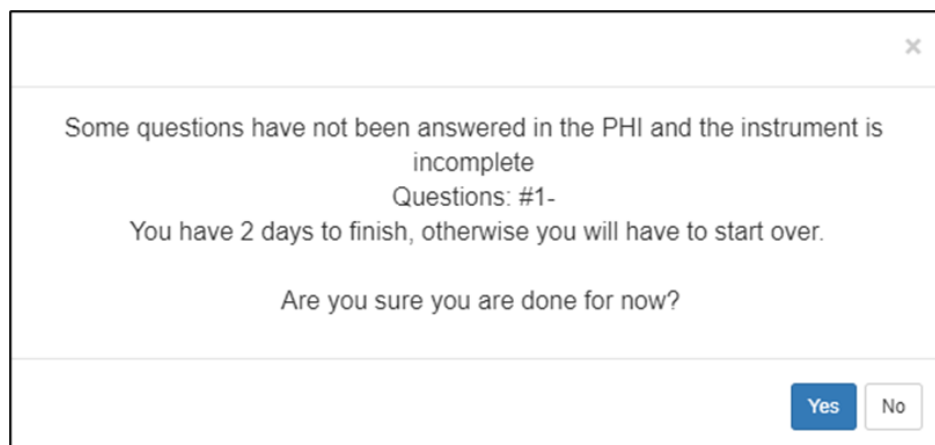 ×
Some questions have not been answered in the PHI and the instrument is
incomplete
Questions: #1-
You have 2 days to finish, otherwise you will have to start over.
Are you sure you are done for now?
Yes No